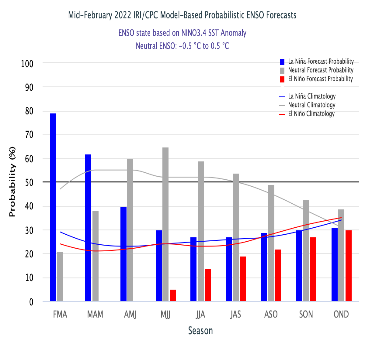 Mid-February 2022 IRI/CPC Model-Based Probabilistic ENSO Forecasts
ENSO state based on NINO3.4 SST Anomaly
Neutral ENSO: -0.5 °C to 0.5 °C
La Niña Forecast Probability
Neutral Forecast Probability
El Nino Forecast Probability
La Niña Climatology
Neutral Climatology
El Nino Climatology
Probability (%)
100
90
80
70
60
50
40
30
20
10
0
FMA MAM AMJ MJJ JJA JAS ASO SON OND
Season